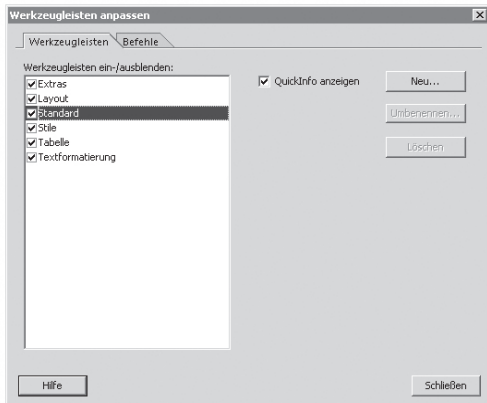 Werkzeugleisten anpassen
Werkzeugleisten Befehle
Werkzeugleisten ein-/ausblenden:
Extras
Layout
Standard
Stile
Tabelle
Textformatierung
QuickInfo anzeigen
Neu...
Umbenennen...
Löschen
Hilfe
Schließen